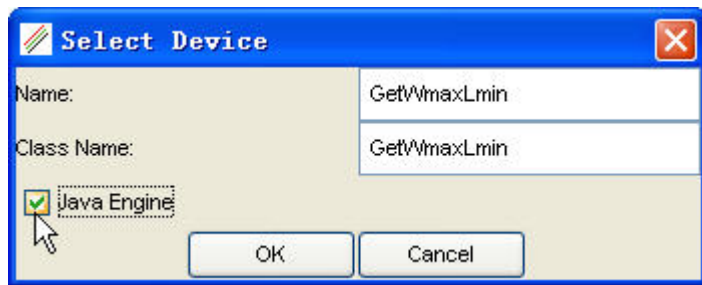 Select Device
Name: GetWmaxLmin
Class Name: GetWmaxLmin
Java Engine
OK Cancel